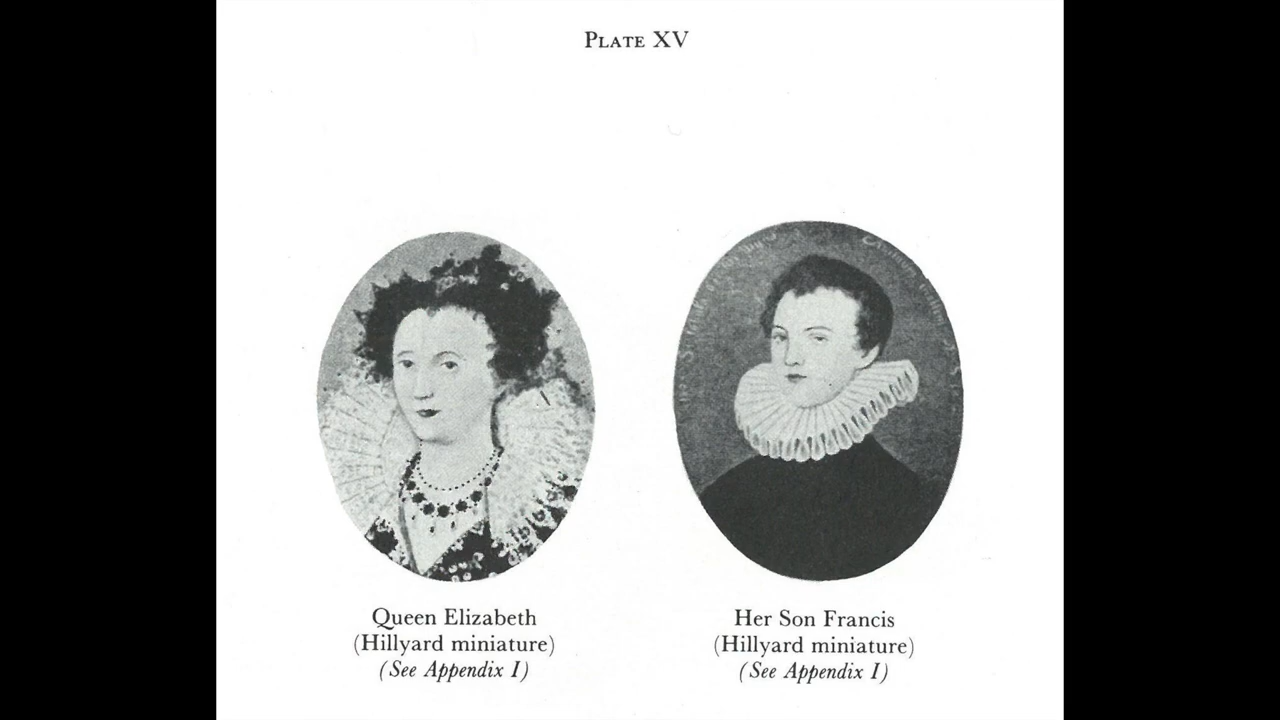 PLATE XV
Queen Elizabeth
(Hillyard miniature)
(See Appendix I)
Her Son Francis
(Hillyard miniature)
(See Appendix I)